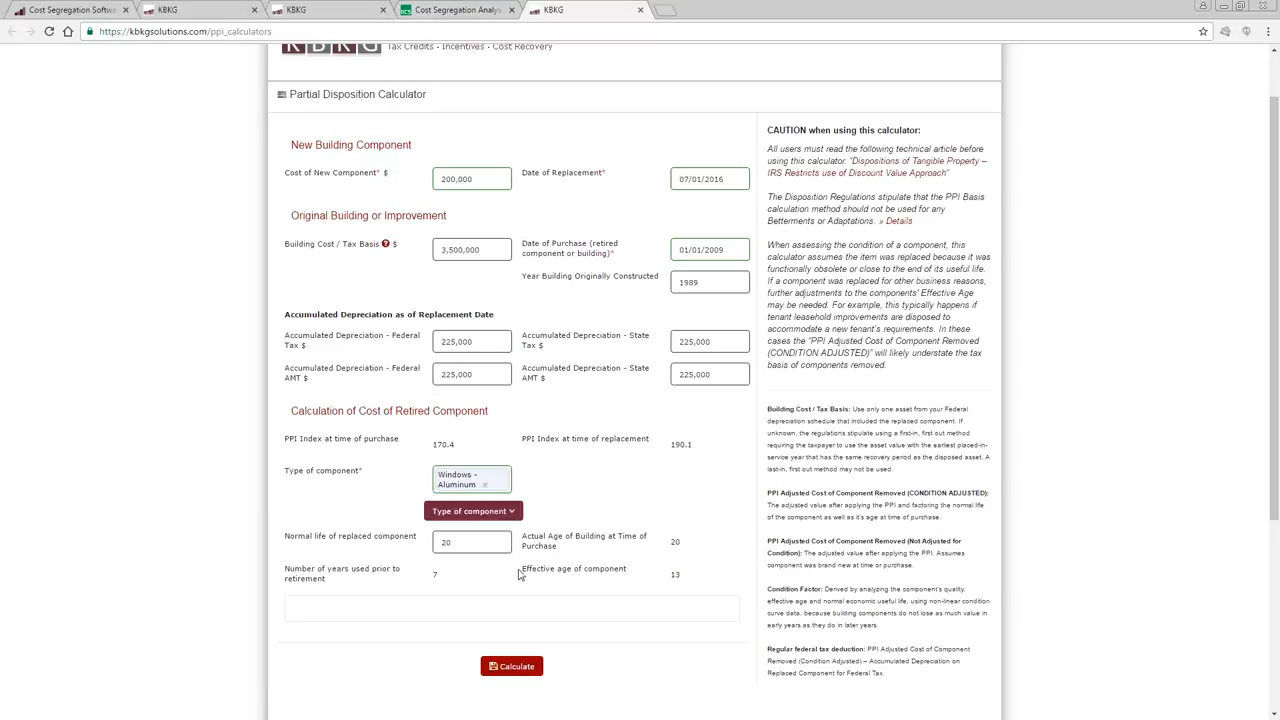 Cost Segregation Softwa
KBKG
KBKG
Cost Segregation Analys
KBKG
https://kbkgsolutions.com/ppi_calculators
KBKG Tax Credits • Incentives • Cost Recovery
Partial Disposition Calculator
New Building Component
Cost of New Component* $
200,000
Date of Replacement*
07/01/2016
Original Building or Improvement
Building Cost / Tax Basis ? $
3,500,000
Date of Purchase (retired
component or building)*
01/01/2009
Year Building Originally Constructed
1989
Accumulated Depreciation as of Replacement Date
Accumulated Depreciation - Federal
Tax $
225,000
Accumulated Depreciation - State
Tax $
225,000
Accumulated Depreciation - Federal
AMT $
225,000
Accumulated Depreciation - State
AMT $
225,000
Calculation of Cost of Retired Component
PPI Index at time of purchase
170.4
PPI Index at time of replacement
190.1
Type of component*
Windows -
Aluminum ×
Type of component
Normal life of replaced component
20
Actual Age of Building at Time of
Purchase
20
Number of years used prior to
retirement
7
Effective age of component
13
Calculate
CAUTION when using this calculator:
All users must read the following technical article before
using this calculator. "Dispositions of Tangible Property –
IRS Restricts use of Discount Value Approach"
The Disposition Regulations stipulate that the PPI Basis
calculation method should not be used for any
Betterments or Adaptations. » Details
When assessing the condition of a component, this
calculator assumes the item was replaced because it was
functionally obsolete or close to the end of its useful life.
If a component was replaced for other business reasons,
further adjustments to the components' Effective Age
may be needed. For example, this typically happens if
tenant leasehold improvements are disposed to
accommodate a new tenant's requirements. In these
cases the "PPI Adjusted Cost of Component Removed
(CONDITION ADJUSTED)" will likely understate the tax
basis of components removed.
Building Cost / Tax Basis: Use only one asset from your Federal
depreciation schedule that included the replaced component. If
unknown, the regulations stipulate using a first-in, first out method
requring the taxpayer to use the asset value with the earliest placed-in-
service year that has the same recovery period as the disposed asset. A
last-in, first out method may not be used.
PPI Adjusted Cost of Component Removed (CONDITION ADJUSTED):
The adjusted value after applying the PPI and factoring the normal life
of the component as well as it's age at time of purchase.
PPI Adjusted Cost of Component Removed (Not Adjusted for
Condition): The adjusted value after applying the PPI. Assumes
component was brand new at time or purchase.
Condition Factor: Derived by analyzing the component's quality,
effective age and normal economic useful life, using non-linear condition
curve data, because building components do not lose as much value in
early years as they do in later years.
Regular federal tax deduction: PPI Adjusted Cost of Component
Removed (Condition Adjusted) – Accumulated Depreciation on
Replaced Component for Federal Tax.